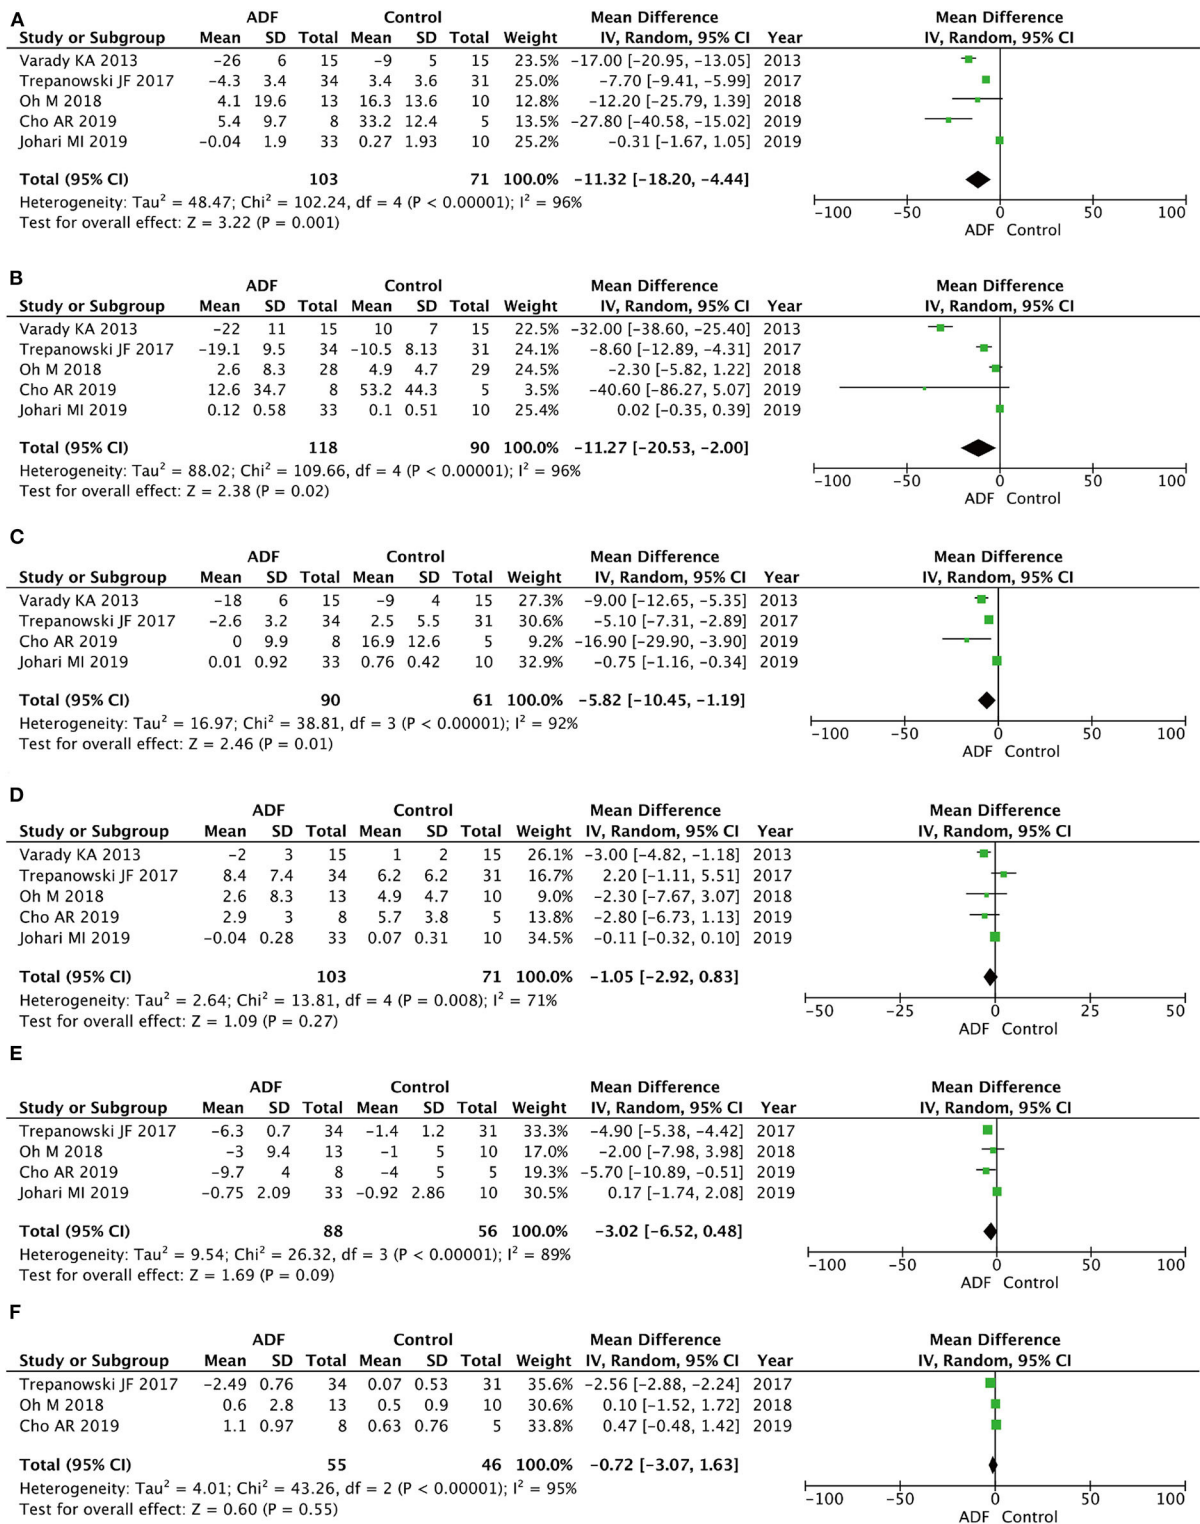 A ADF Control Mean Difference Mean Difference
Study or Subgroup Mean SD Total Mean SD Total Weight IV, Random, 95% CI Year IV, Random, 95% CI
Varady KA 2013 −26 6 15 −9 5 15 23.5% −17.00 [−20.95, −13.05] 2013
Trepanowski JF 2017 −4.3 3.4 34 3.4 3.6 31 25.0% −7.70 [−9.41, −5.99] 2017
Oh M 2018 4.1 19.6 13 16.3 13.6 10 12.8% −12.20 [−25.79, 1.39] 2018
Cho AR 2019 5.4 9.7 8 33.2 12.4 5 13.5% −27.80 [−40.58, −15.02] 2019
Johari MI 2019 −0.04 1.9 33 0.27 1.93 10 25.2% −0.31 [−1.67, 1.05] 2019
Total (95% CI) 103 71 100.0% −11.32 [−18.20, −4.44]
Heterogeneity: Tau² = 48.47; Chi² = 102.24, df = 4 (P < 0.00001); I² = 96%
Test for overall effect: Z = 3.22 (P = 0.001)
−100 −50 0 50 100
ADF Control
B
ADF Control Mean Difference Mean Difference
Study or Subgroup Mean SD Total Mean SD Total Weight IV, Random, 95% CI Year IV, Random, 95% CI
Varady KA 2013 −22 11 15 10 7 15 22.5% −32.00 [−38.60, −25.40] 2013
Trepanowski JF 2017 −19.1 9.5 34 −10.5 8.13 31 24.1% −8.60 [−12.89, −4.31] 2017
Oh M 2018 2.6 8.3 28 4.9 4.7 29 24.5% −2.30 [−5.82, 1.22] 2018
Cho AR 2019 12.6 34.7 8 53.2 44.3 5 3.5% −40.60 [−86.27, 5.07] 2019
Johari MI 2019 0.12 0.58 33 0.1 0.51 10 25.4% 0.02 [−0.35, 0.39] 2019
Total (95% CI) 118 90 100.0% −11.27 [−20.53, −2.00]
Heterogeneity: Tau² = 88.02; Chi² = 109.66, df = 4 (P < 0.00001); I² = 96%
Test for overall effect: Z = 2.38 (P = 0.02)
−100 −50 0 50 100
ADF Control
C
ADF Control Mean Difference Mean Difference
Study or Subgroup Mean SD Total Mean SD Total Weight IV, Random, 95% CI Year IV, Random, 95% CI
Varady KA 2013 −18 6 15 −9 4 15 27.3% −9.00 [−12.65, −5.35] 2013
Trepanowski JF 2017 −2.6 3.2 34 2.5 5.5 31 30.6% −5.10 [−7.31, −2.89] 2017
Cho AR 2019 0 9.9 8 16.9 12.6 5 9.2% −16.90 [−29.90, −3.90] 2019
Johari MI 2019 0.01 0.92 33 0.76 0.42 10 32.9% −0.75 [−1.16, −0.34] 2019
Total (95% CI) 90 61 100.0% −5.82 [−10.45, −1.19]
Heterogeneity: Tau² = 16.97; Chi² = 38.81, df = 3 (P < 0.00001); I² = 92%
Test for overall effect: Z = 2.46 (P = 0.01)
−100 −50 0 50 100
ADF Control
D
ADF Control Mean Difference Mean Difference
Study or Subgroup Mean SD Total Mean SD Total Weight IV, Random, 95% CI Year IV, Random, 95% CI
Varady KA 2013 −2 3 15 1 2 15 26.1% −3.00 [−4.82, −1.18] 2013
Trepanowski JF 2017 8.4 7.4 34 6.2 6.2 31 16.7% 2.20 [−1.11, 5.51] 2017
Oh M 2018 2.6 8.3 13 4.9 4.7 10 9.0% −2.30 [−7.67, 3.07] 2018
Cho AR 2019 2.9 3 8 5.7 3.8 5 13.8% −2.80 [−6.73, 1.13] 2019
Johari MI 2019 −0.04 0.28 33 0.07 0.31 10 34.5% −0.11 [−0.32, 0.10] 2019
Total (95% CI) 103 71 100.0% −1.05 [−2.92, 0.83]
Heterogeneity: Tau² = 2.64; Chi² = 13.81, df = 4 (P = 0.008); I² = 71%
Test for overall effect: Z = 1.09 (P = 0.27)
−50 −25 0 25 50
ADF Control
E
ADF Control Mean Difference Mean Difference
Study or Subgroup Mean SD Total Mean SD Total Weight IV, Random, 95% CI Year IV, Random, 95% CI
Trepanowski JF 2017 −6.3 0.7 34 −1.4 1.2 31 33.3% −4.90 [−5.38, −4.42] 2017
Oh M 2018 −3 9.4 13 −1 5 10 17.0% −2.00 [−7.98, 3.98] 2018
Cho AR 2019 −9.7 4 8 −4 5 5 19.3% −5.70 [−10.89, −0.51] 2019
Johari MI 2019 −0.75 2.09 33 −0.92 2.86 10 30.5% 0.17 [−1.74, 2.08] 2019
Total (95% CI) 88 56 100.0% −3.02 [−6.52, 0.48]
Heterogeneity: Tau² = 9.54; Chi² = 26.32, df = 3 (P < 0.00001); I² = 89%
Test for overall effect: Z = 1.69 (P = 0.09)
−100 −50 0 50 100
ADF Control
F
ADF Control Mean Difference Mean Difference
Study or Subgroup Mean SD Total Mean SD Total Weight IV, Random, 95% CI Year IV, Random, 95% CI
Trepanowski JF 2017 −2.49 0.76 34 0.07 0.53 31 35.6% −2.56 [−2.88, −2.24] 2017
Oh M 2018 0.6 2.8 13 0.5 0.9 10 30.6% 0.10 [−1.52, 1.72] 2018
Cho AR 2019 1.1 0.97 8 0.63 0.76 5 33.8% 0.47 [−0.48, 1.42] 2019
Total (95% CI) 55 46 100.0% −0.72 [−3.07, 1.63]
Heterogeneity: Tau² = 4.01; Chi² = 43.26, df = 2 (P < 0.00001); I² = 95%
Test for overall effect: Z = 0.60 (P = 0.55)
−100 −50 0 50 100
ADF Control